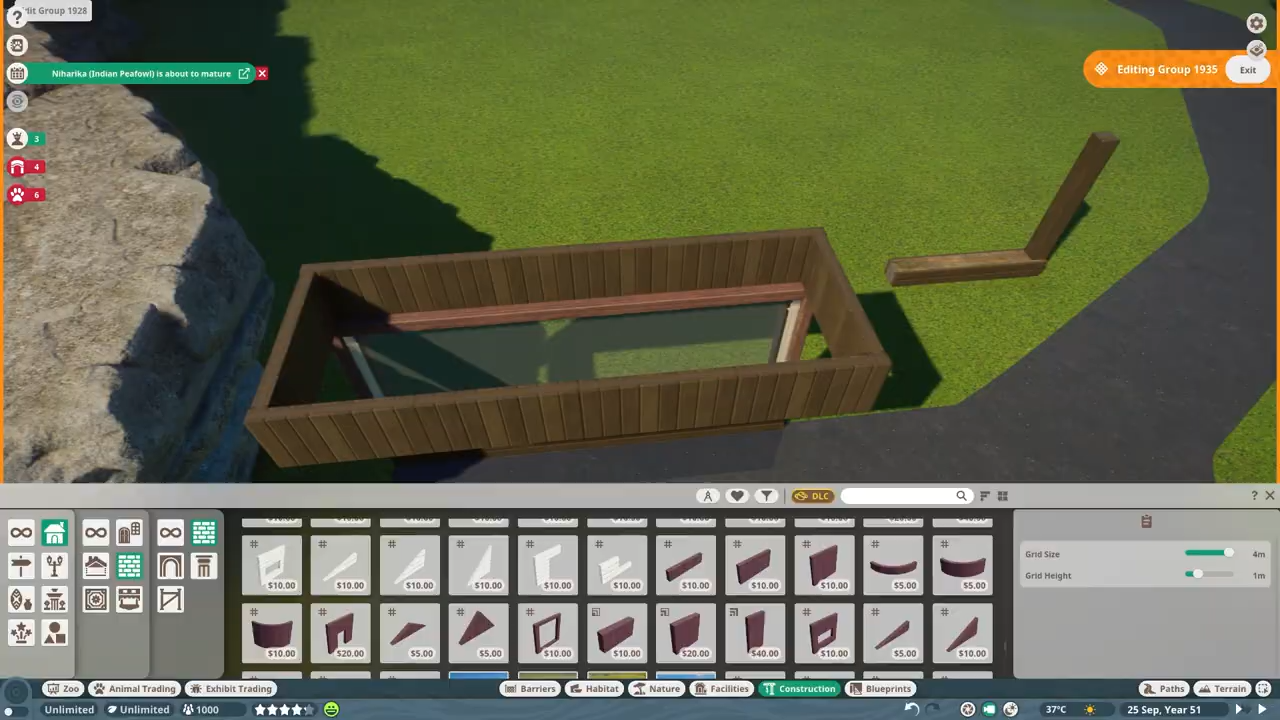 dit Group 1928
Niharika (Indian Peafowl) is about to mature
Editing Group 1935
Exit
3
4
6
DLC
$10.00 $10.00 $10.00 $10.00 $10.00 $10.00 $10.00 $10.00 $10.00 $5.00 $5.00
$10.00 $20.00 $5.00 $5.00 $10.00 $10.00 $20.00 $40.00 $10.00 $5.00 $10.00
Grid Size 4m
Grid Height 1m
Zoo Animal Trading Exhibit Trading Barriers Habitat Nature Facilities Construction Blueprints Paths Terrain
Unlimited Unlimited 1000 37°C 25 Sep, Year 51